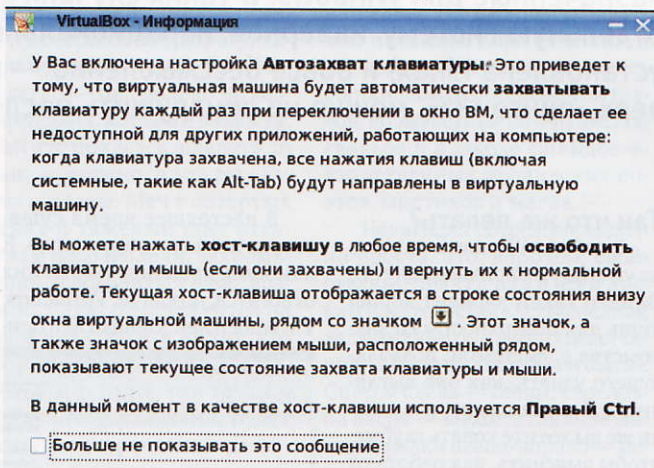 VirtualBox - Информация
У Вас включена настройка Автозахват клавиатуры. Это приведет к
тому, что виртуальная машина будет автоматически захватывать
клавиатуру каждый раз при переключении в окно ВМ, что сделает ее
недоступной для других приложений, работающих на компьютере:
когда клавиатура захвачена, все нажатия клавиш (включая
системные, такие как Alt-Tab) будут направлены в виртуальную
машину.
Вы можете нажать хост-клавишу в любое время, чтобы освободить
клавиатуру и мышь (если они захвачены) и вернуть их к нормальной
работе. Текущая хост-клавиша отображается в строке состояния внизу
окна виртуальной машины, рядом со значком . Этот значок, а
также значок с изображением мыши, расположенный рядом,
показывают текущее состояние захвата клавиатуры и мыши.
В данный момент в качестве хост-клавиши используется Правый Ctrl.
Больше не показывать это сообщение